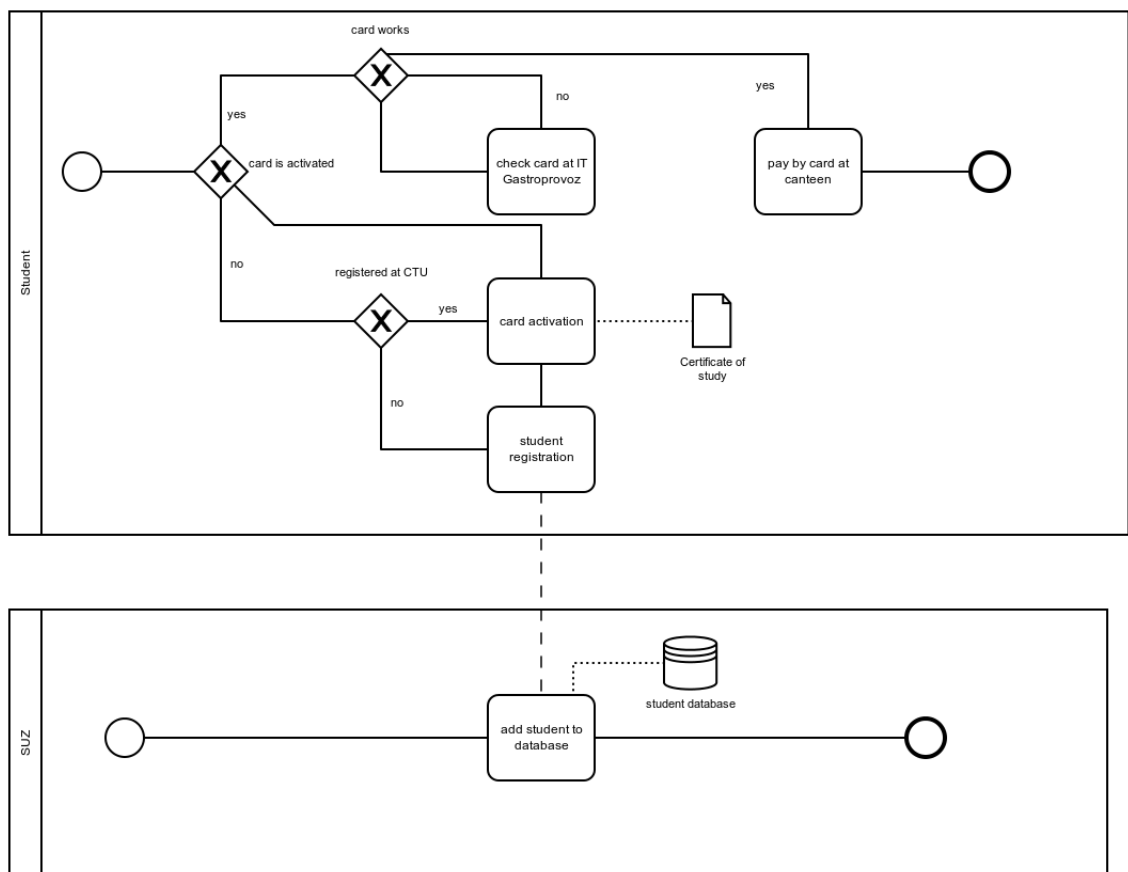 Student
card works
yes
card is activated
no
check card at IT
Gastroprovoz
yes
pay by card at
canteen
no
registered at CTU
yes
card activation
Certificate of
study
no
student
registration
SUZ
student database
add student to
database